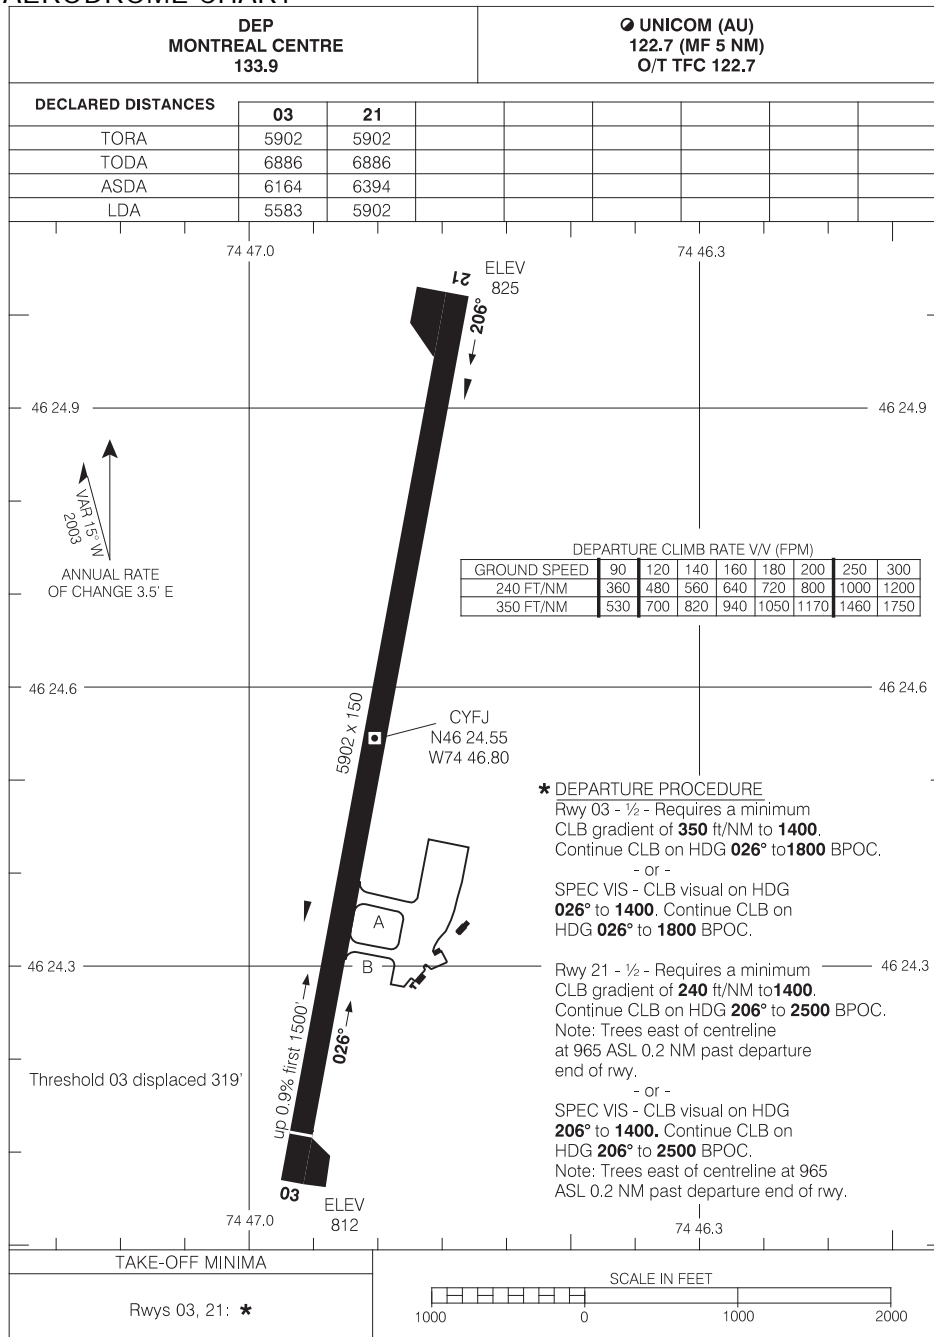 AERODROME CHART
DEP
MONTREAL CENTRE
133.9
UNICOM (AU)
122.7 (MF 5 NM)
O/T TFC 122.7
DECLARED DISTANCES 03 21
TORA 5902 5902
TODA 6886 6886
ASDA 6164 6394
LDA 5583 5902
74 47.0 74 46.3
21
ELEV
825
206°
46 24.9 46 24.9
VAR 15° W
2003
ANNUAL RATE
OF CHANGE 3.5' E
DEPARTURE CLIMB RATE V/V (FPM)
GROUND SPEED 90 120 140 160 180 200 250 300
240 FT/NM 360 480 560 640 720 800 1000 1200
350 FT/NM 530 700 820 940 1050 1170 1460 1750
46 24.6 46 24.6
5902 x 150
CYFJ
N46 24.55
W74 46.80
* DEPARTURE PROCEDURE
Rwy 03 - ½ - Requires a minimum
CLB gradient of 350 ft/NM to 1400.
Continue CLB on HDG 026° to1800 BPOC.
- or -
SPEC VIS - CLB visual on HDG
026° to 1400. Continue CLB on
HDG 026° to 1800 BPOC.
A
B
46 24.3 46 24.3
Rwy 21 - ½ - Requires a minimum
CLB gradient of 240 ft/NM to1400.
Continue CLB on HDG 206° to 2500 BPOC.
Note: Trees east of centreline
at 965 ASL 0.2 NM past departure
end of rwy.
- or -
SPEC VIS - CLB visual on HDG
206° to 1400. Continue CLB on
HDG 206° to 2500 BPOC.
Note: Trees east of centreline at 965
ASL 0.2 NM past departure end of rwy.
up 0.9% first 1500'
026°
Threshold 03 displaced 319'
03
ELEV
812
74 47.0 74 46.3
TAKE-OFF MINIMA
Rwys 03, 21: *
SCALE IN FEET
1000 0 1000 2000